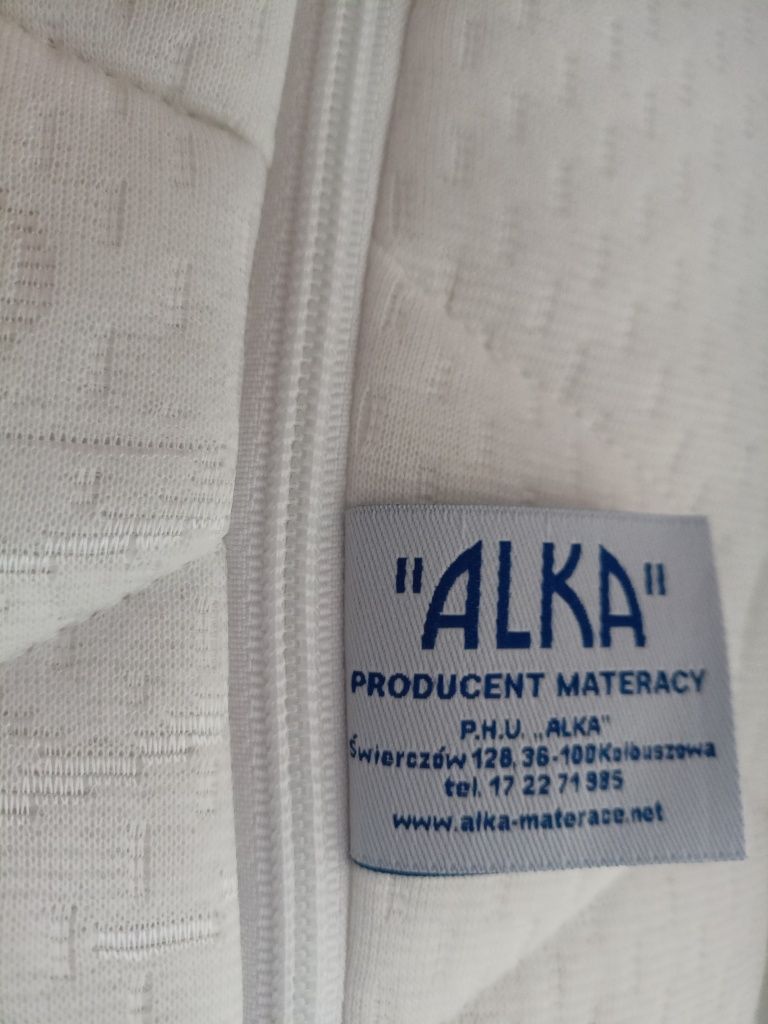 "ALKA"
PRODUCENT MATERACY
P.H.U. „ALKA"
Świerczów 128, 36-100 Kolbuszowa
tel. 17 22 71 985
www.alka-materace.net